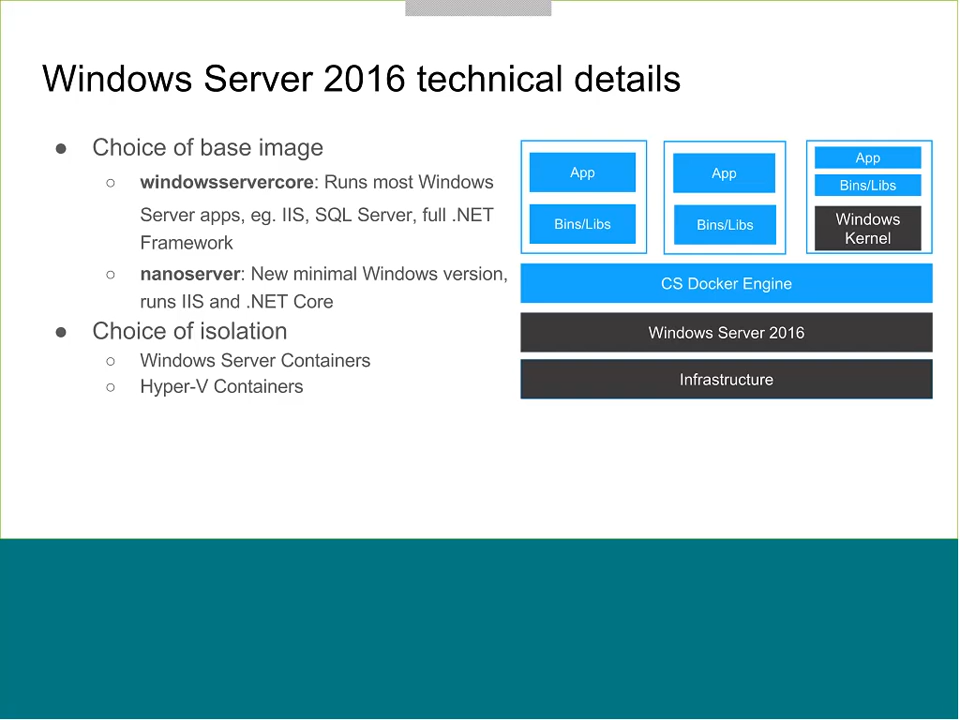 Windows Server 2016 technical details
● Choice of base image
○ windowsservercore: Runs most Windows
Server apps, eg. IIS, SQL Server, full .NET
Framework
○ nanoserver: New minimal Windows version,
runs IIS and .NET Core
● Choice of isolation
○ Windows Server Containers
○ Hyper-V Containers
App
Bins/Libs
App
Bins/Libs
App
Bins/Libs
Windows
Kernel
CS Docker Engine
Windows Server 2016
Infrastructure